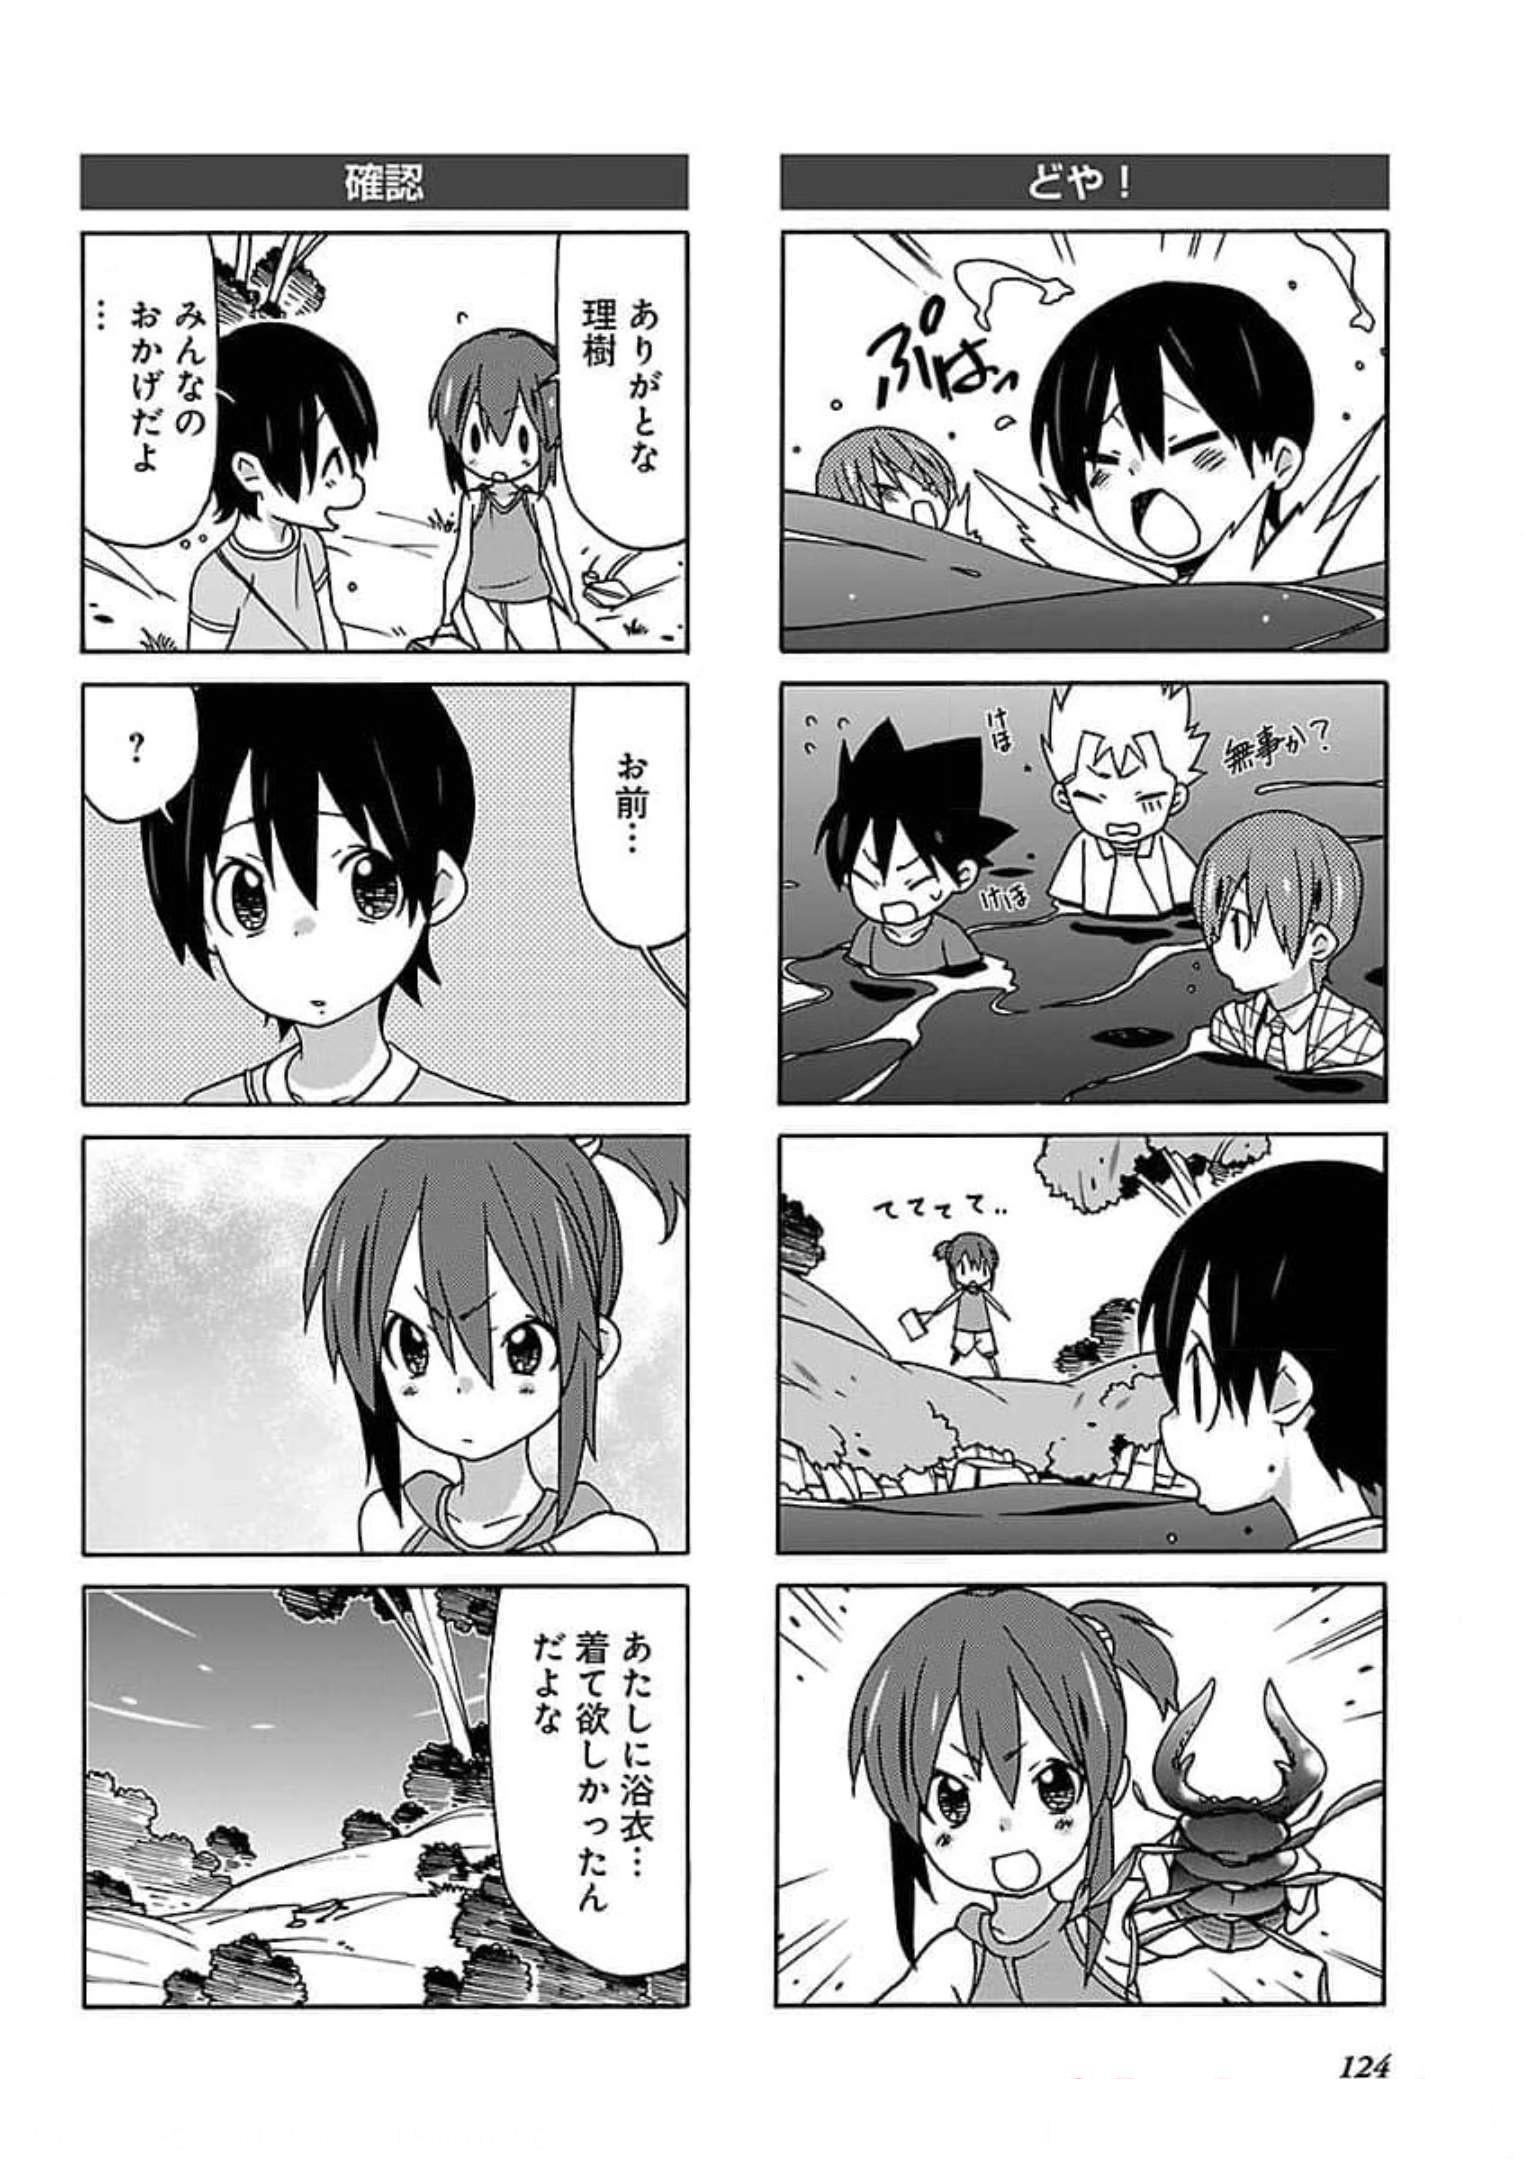 どや！
ぷはっ
無事か？
けほ
けほ
てててて‥
確認
ありがとな
理樹
みんなの
おかげだよ
…
お前…
？
あたしに浴衣…
着て欲しかったん
だよな
124